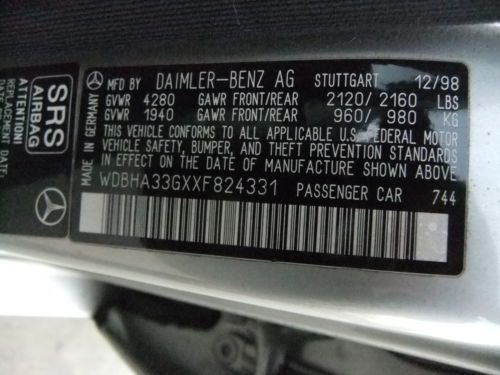 MFD BY DAIMLER-BENZ AG STUTTGART 12/98
GVWR 4280 GAWR FRONT/REAR 2120/2160 LBS
GVWR 1940 GAWR FRONT/REAR 960/980 KG
THIS VEHICLE CONFORMS TO ALL APPLICABLE U.S. FEDERAL MOTOR
VEHICLE SAFETY, BUMPER, AND THEFT PREVENTION STANDARDS
IN EFFECT ON THE DATE OF MANUFACTURE SHOWN ABOVE
WDBHA33GXXF824331 PASSENGER CAR 744
MADE IN GERMANY
SRS
AIRBAG
ATTENTION!
REPLACEMENT DATE: